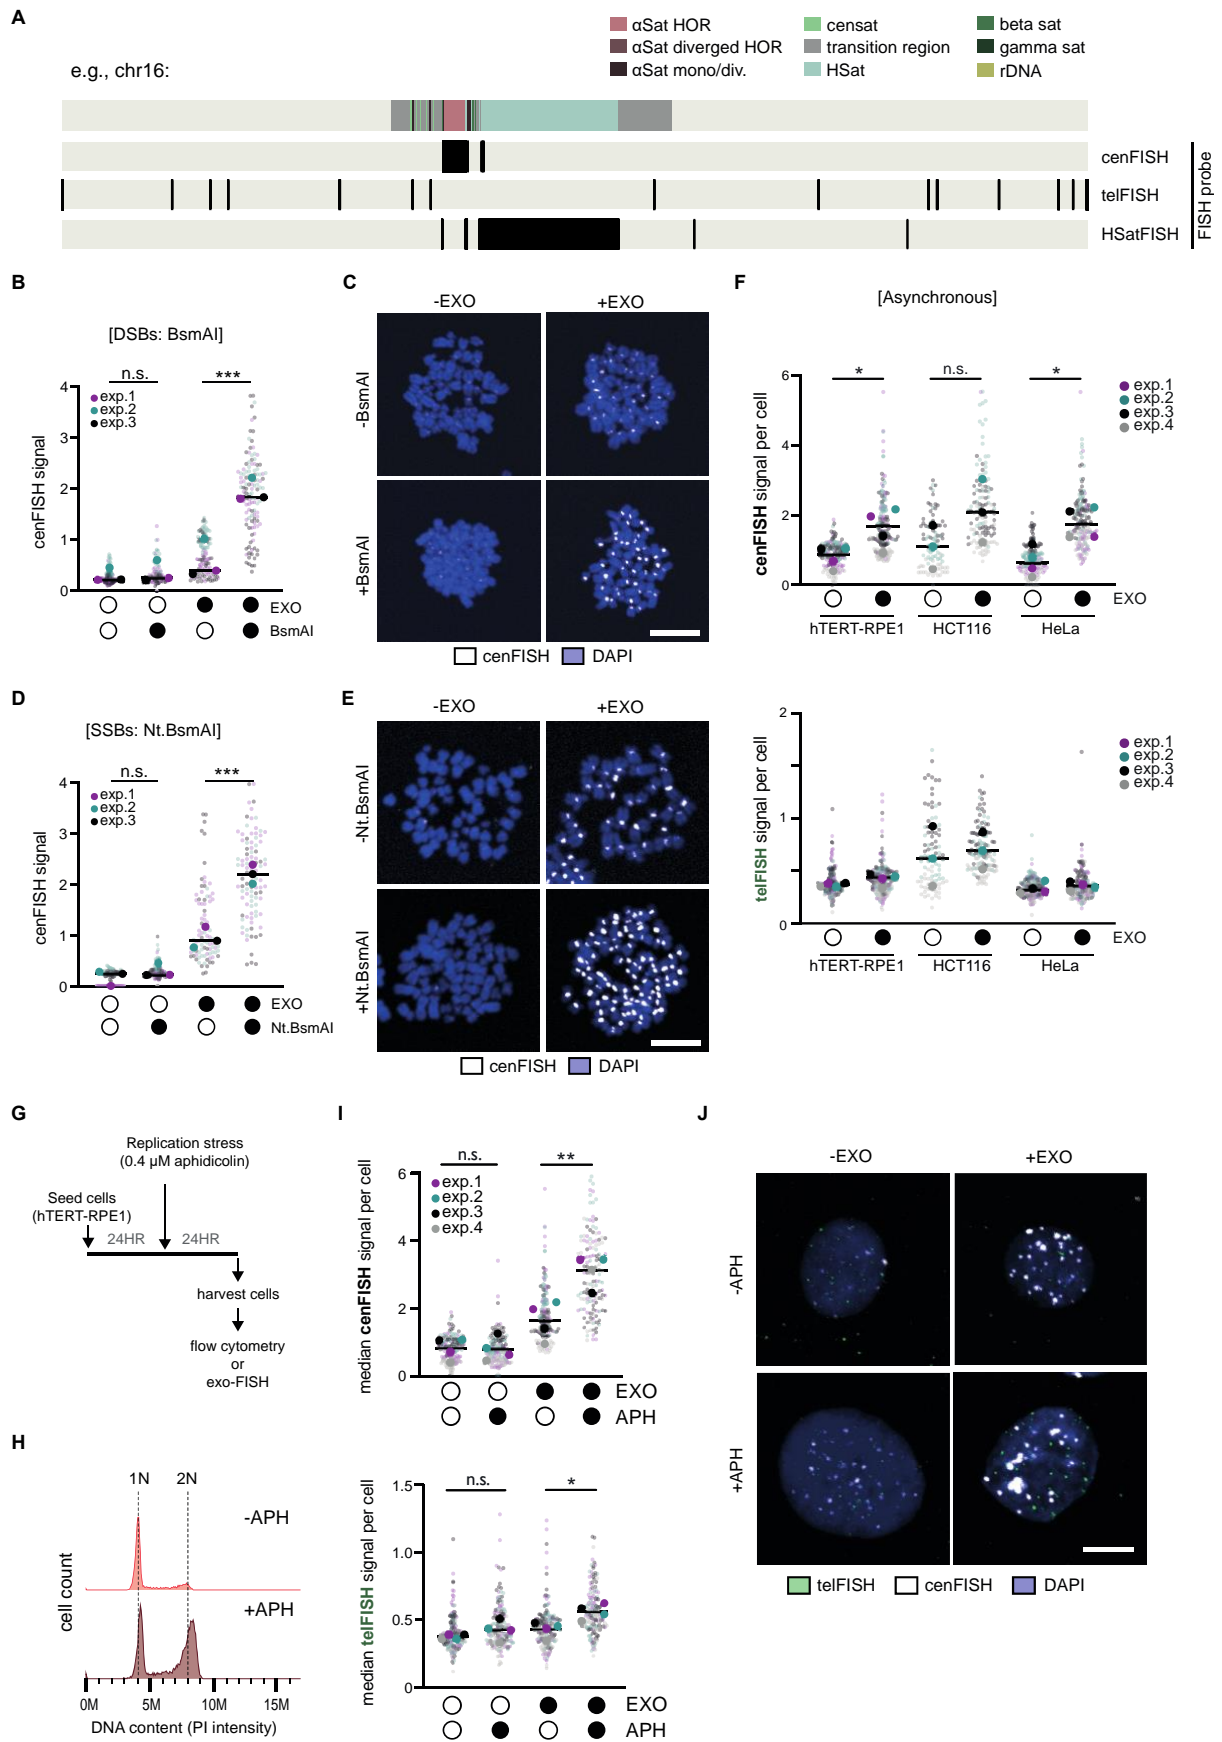 A
αSat HOR
αSat diverged HOR
αSat mono/div.
censat
transition region
HSat
beta sat
gamma sat
rDNA
e.g., chr16:
cenFISH
telFISH
HSatFISH
FISH probe
B
[DSBs: BsmAI]
n.s.
***
4
exp.1
exp.2
exp.3
3
2
1
0
cenFISH signal
EXO
BsmAI
C
-EXO
+EXO
-BsmAI
+BsmAI
cenFISH
DAPI
D
[SSBs: Nt.BsmAI]
n.s.
***
4
exp.1
exp.2
exp.3
3
2
1
0
cenFISH signal
EXO
Nt.BsmAI
E
-EXO
+EXO
-Nt.BsmAI
+Nt.BsmAI
cenFISH
DAPI
F
[Asynchronous]
*
n.s.
*
6
4
2
0
cenFISH signal per cell
exp.1
exp.2
exp.3
exp.4
EXO
hTERT-RPE1
HCT116
HeLa
2
1
0
telFISH signal per cell
exp.1
exp.2
exp.3
exp.4
EXO
hTERT-RPE1
HCT116
HeLa
G
Replication stress
(0.4 µM aphidicolin)
Seed cells
(hTERT-RPE1)
24HR
24HR
harvest cells
flow cytometry
or
exo-FISH
H
1N
2N
-APH
+APH
cell count
0M
5M
10M
15M
DNA content (PI intensity)
I
n.s.
**
6
exp.1
exp.2
exp.3
exp.4
4
2
0
median cenFISH signal per cell
EXO
APH
n.s.
*
1.5
1.0
0.5
0
median telFISH signal per cell
EXO
APH
J
-EXO
+EXO
-APH
+APH
telFISH
cenFISH
DAPI